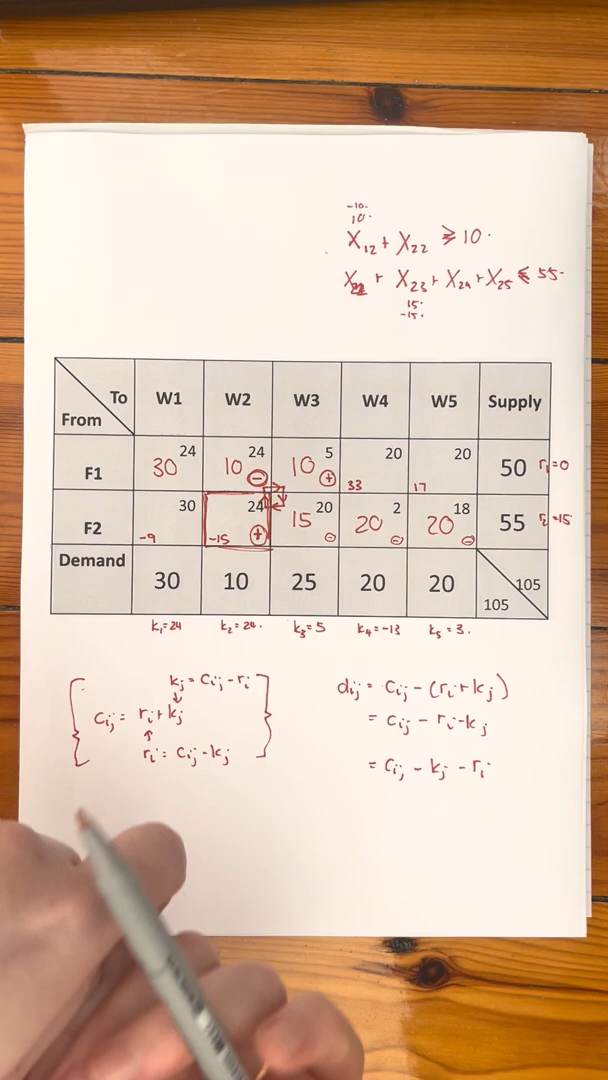 -10.
10.
X12 + X22 ≥ 10.
X22 + X23 + X24 + X25 ≤ 55.
15.
-15.
To
From
W1 W2 W3 W4 W5 Supply
F1 30 24 10 24 ⊖ 10 5 ⊕ 20 33 20 17 50 r1=0
F2 30 -9 24 -15 ⊕ 15 20 ⊖ 20 2 ⊖ 20 18 ⊖ 55 r2=15
Demand 30 10 25 20 20 105 105
k1=24 k2=24. k3=5 k4=-13 k5=3.
kj = Cij - ri
Cij = ri + kj
ri = Cij - kj
dij = Cij - (ri + kj)
= Cij - ri - kj
= Cij - kj - ri